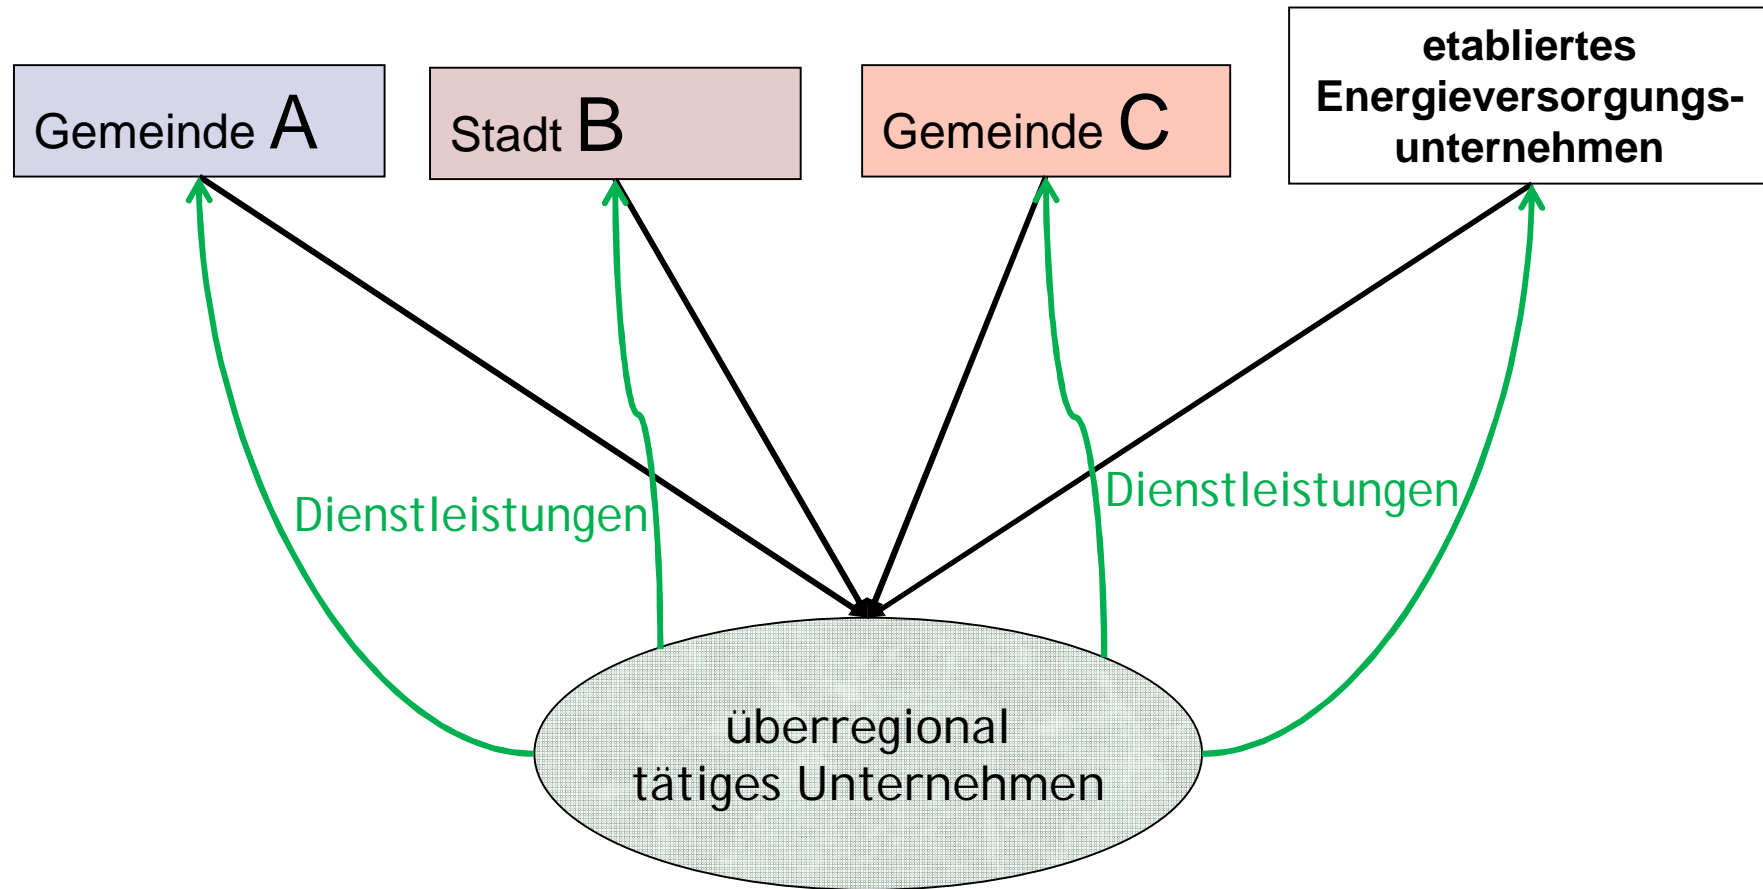 Gemeinde A
Stadt B
Gemeinde C
etabliertes
Energieversorgungs-
unternehmen
Dienstleistungen
Dienstleistungen
überregional
tätiges Unternehmen